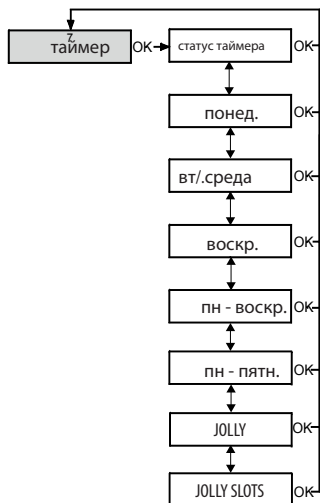 z
таймер OK статус таймера OK
понед. OK
вт/.среда OK
воскр. OK
пн - воскр. OK
пн - пятн. OK
JOLLY OK
JOLLY SLOTS OK